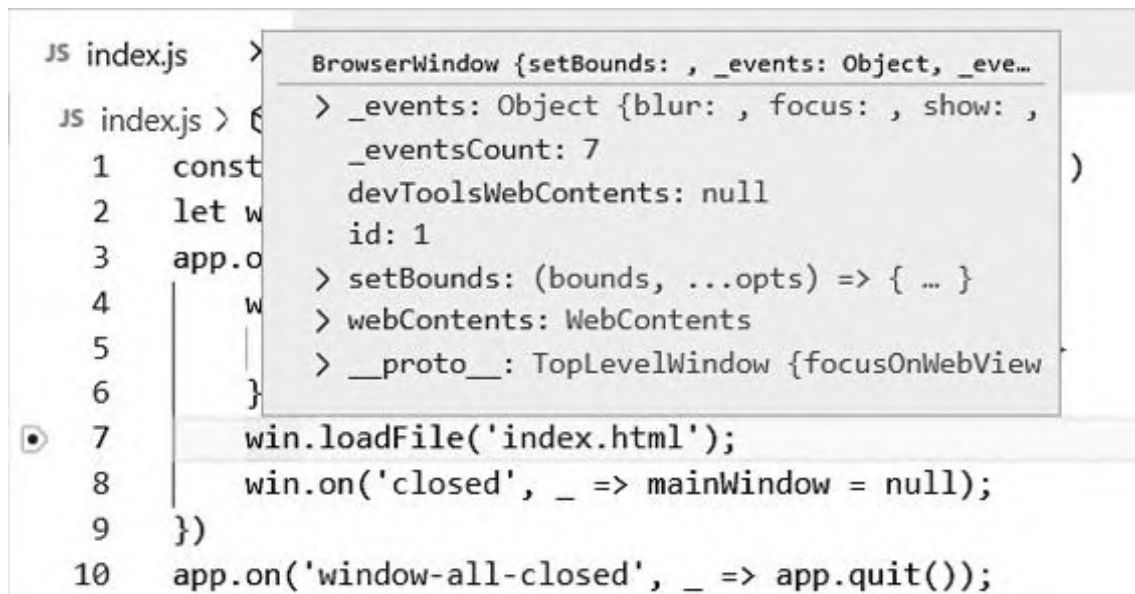 JS index.js >
BrowserWindow {setBounds: , _events: Object, _eve…
JS index.js >
> _events: Object {blur: , focus: , show: ,
_eventsCount: 7
devToolsWebContents: null
id: 1
> setBounds: (bounds, ...opts) => { … }
> webContents: WebContents
> __proto__: TopLevelWindow {focusOnWebView
1 const )
2 let w
3 app.o
4 w
5
6 }
7 win.loadFile('index.html');
8 win.on('closed', _ => mainWindow = null);
9 })
10 app.on('window-all-closed', _ => app.quit());